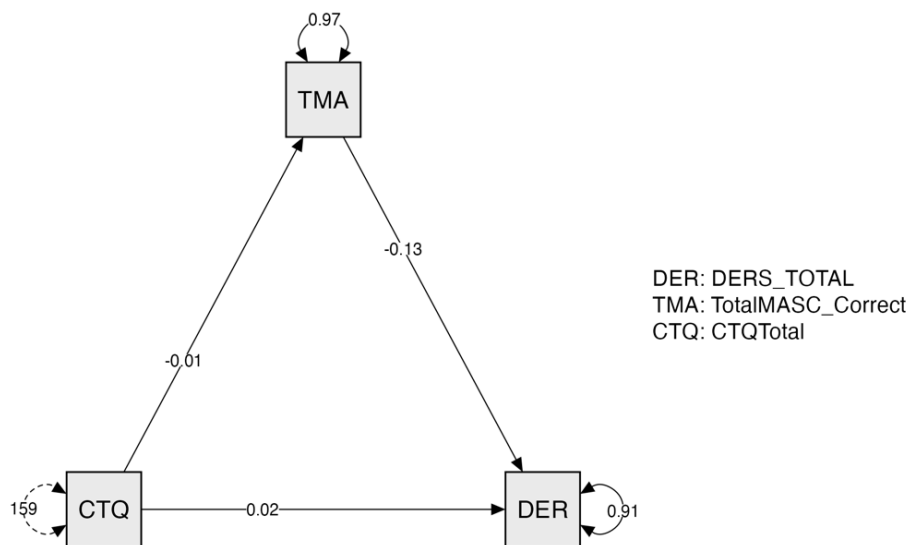 0.97
TMA
-0.13
DER: DERS_TOTAL
TMA: TotalMASC_Correct
CTQ: CTQTotal
-0.01
159
CTQ
0.02
DER
0.91